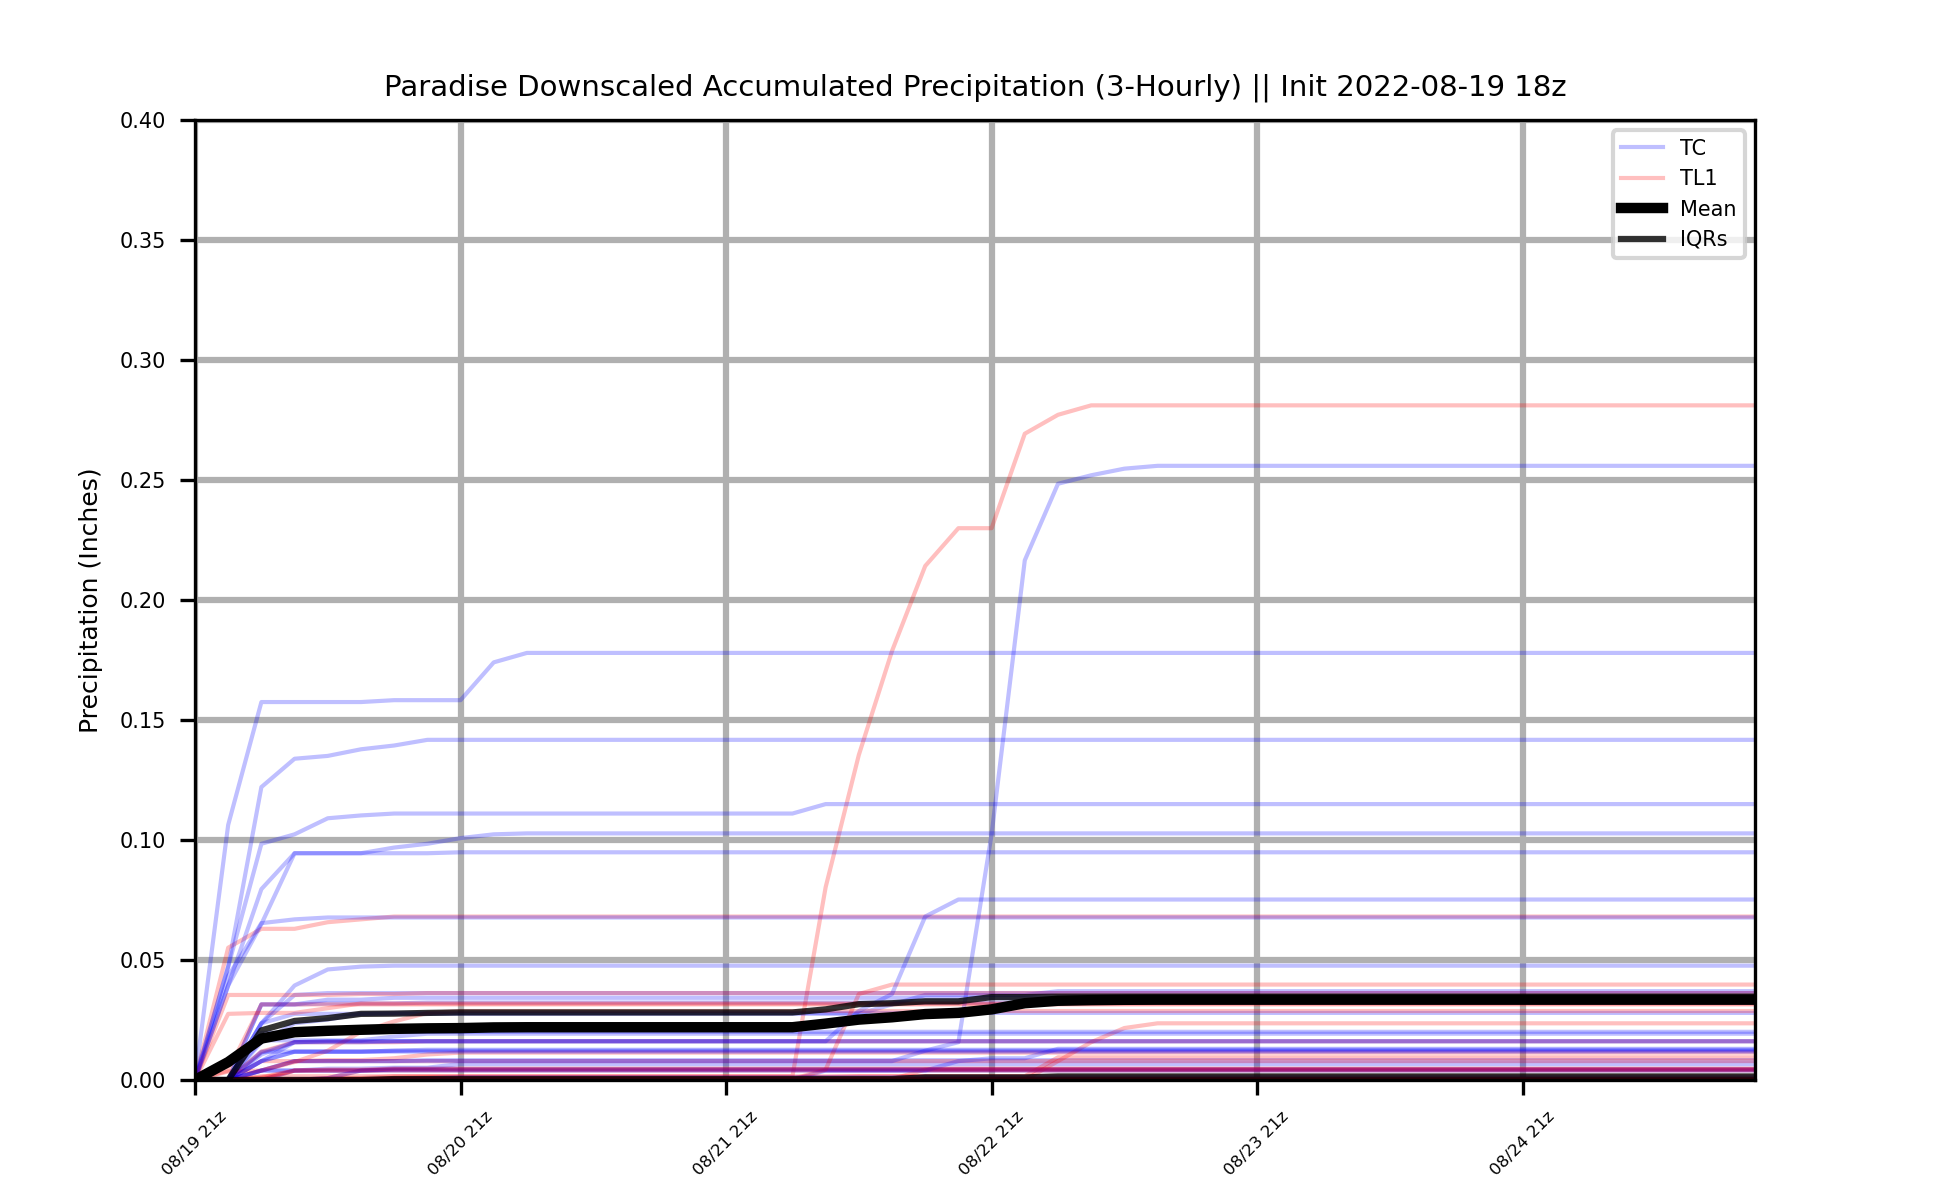 Paradise Downscaled Accumulated Precipitation (3-Hourly) || Init 2022-08-19 18z
TC
TL1
Mean
IQRs
Precipitation (Inches)
0.40
0.35
0.30
0.25
0.20
0.15
0.10
0.05
0.00
08/19 21z
08/20 21z
08/21 21z
08/22 21z
08/23 21z
08/24 21z